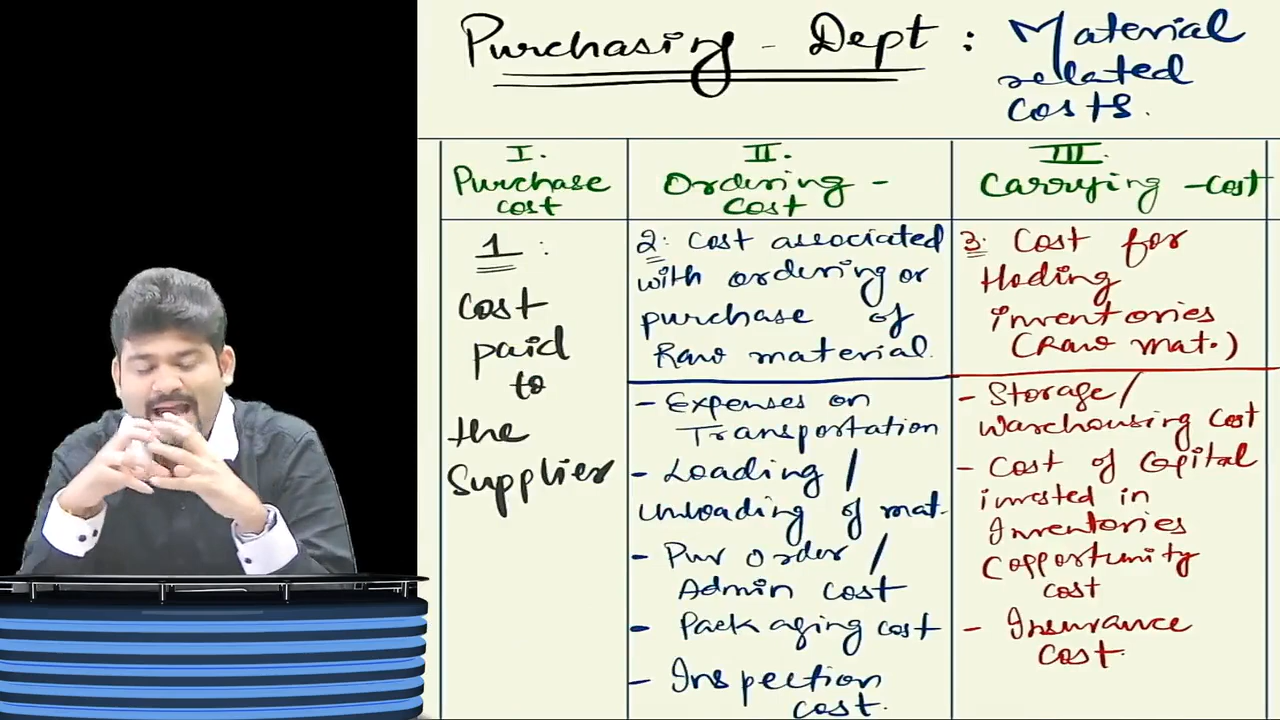 Purchasing - Dept : Material
related
costs.
I.
Purchase
cost
1 :
cost
paid
to
the
Supplier
II.
Ordering -
cost
2: cost associated
with ordering or
purchase of
Raw material.
- Expenses on
Transportation
- Loading /
unloading of mat.
- Pur order /
Admin cost
- Packaging cost
- Inspection
cost.
III.
Carrying - cost
3: Cost for
Hoding
inventories
(Raw mat.)
- Storage/
Warehousing cost
- Cost of Capital
invested in
Inventories
(opportunity
cost
- Insurance
cost.